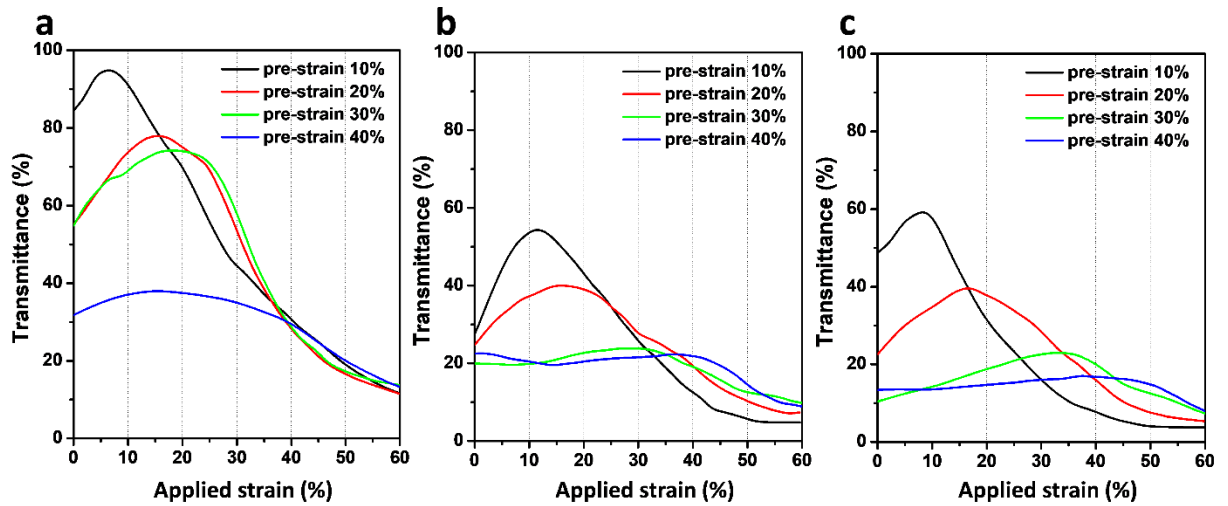 a
100
80
60
40
20
0
Transmittance (%)
pre-strain 10%
pre-strain 20%
pre-strain 30%
pre-strain 40%
0 10 20 30 40 50 60
Applied strain (%)
b
100
80
60
40
20
0
Transmittance (%)
pre-strain 10%
pre-strain 20%
pre-strain 30%
pre-strain 40%
0 10 20 30 40 50 60
Applied strain (%)
c
100
80
60
40
20
0
Transmittance (%)
pre-strain 10%
pre-strain 20%
pre-strain 30%
pre-strain 40%
0 10 20 30 40 50 60
Applied strain (%)